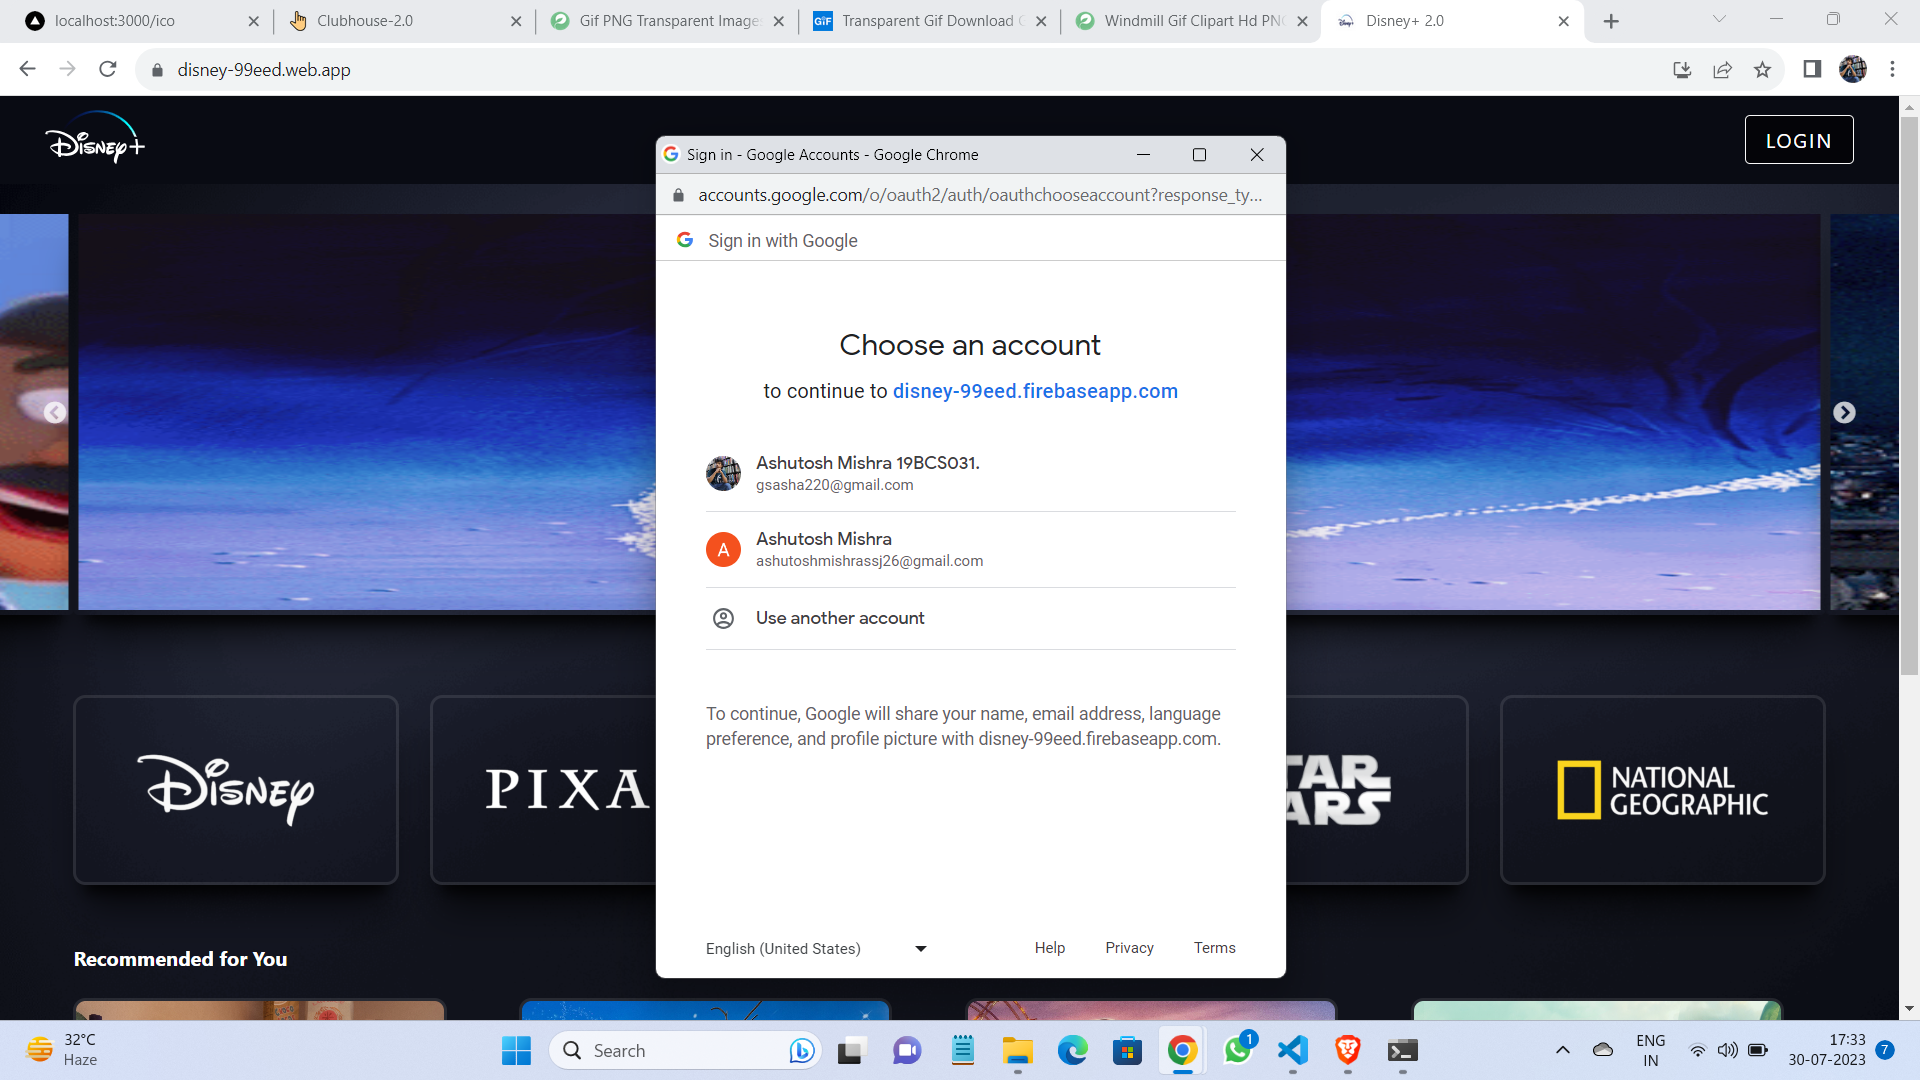 localhost:3000/ico
Clubhouse-2.0
Gif PNG Transparent Image
Transparent Gif Download
Windmill Gif Clipart Hd PN
Disney+ 2.0
disney-99eed.web.app
Disney+
LOGIN
Sign in - Google Accounts - Google Chrome
accounts.google.com/o/oauth2/auth/oauthchooseaccount?response_ty...
Sign in with Google
Choose an account
to continue to disney-99eed.firebaseapp.com
Ashutosh Mishra 19BCS031.
gsasha220@gmail.com
A
Ashutosh Mishra
ashutoshmishrassj26@gmail.com
Use another account
To continue, Google will share your name, email address, language
preference, and profile picture with disney-99eed.firebaseapp.com.
English (United States)
Help
Privacy
Terms
Disney
PIXA
TAR
ARS
NATIONAL
GEOGRAPHIC
Recommended for You
32°C
Haze
Search
1
ENG
IN
17:33
30-07-2023
7